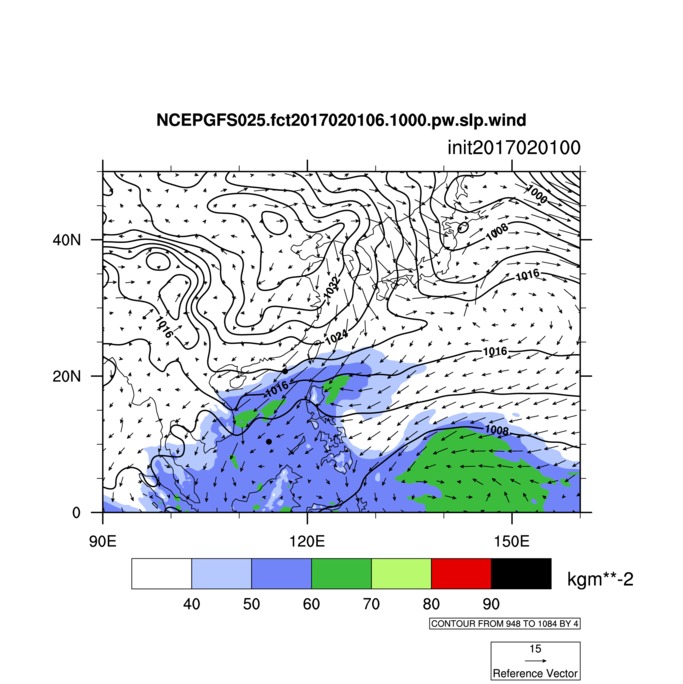 NCEPGFS025.fct2017020106.1000.pw.slp.wind
init2017020100
1000
1008
1016
1032
1016
1024
1016
1016
1008
40N
20N
0
90E 120E 150E
40 50 60 70 80 90
kgm**-2
CONTOUR FROM 948 TO 1084 BY 4
15
Reference Vector